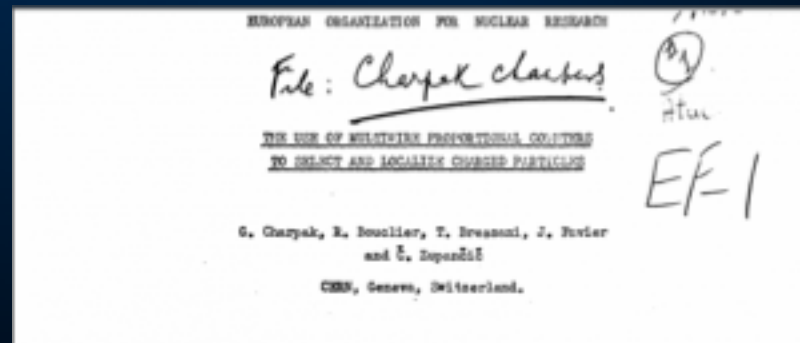 EUROPEAN ORGANIZATION FOR NUCLEAR RESEARCH
File: Charpak chambers
THE USE OF MULTIWIRE PROPORTIONAL COUNTERS
TO SELECT AND LOCALIZE CHARGED PARTICLES
EF-1
G. Charpak, R. Bouclier, T. Bressani, J. Favier
and Č. Zupančič
CERN, Geneva, Switzerland.